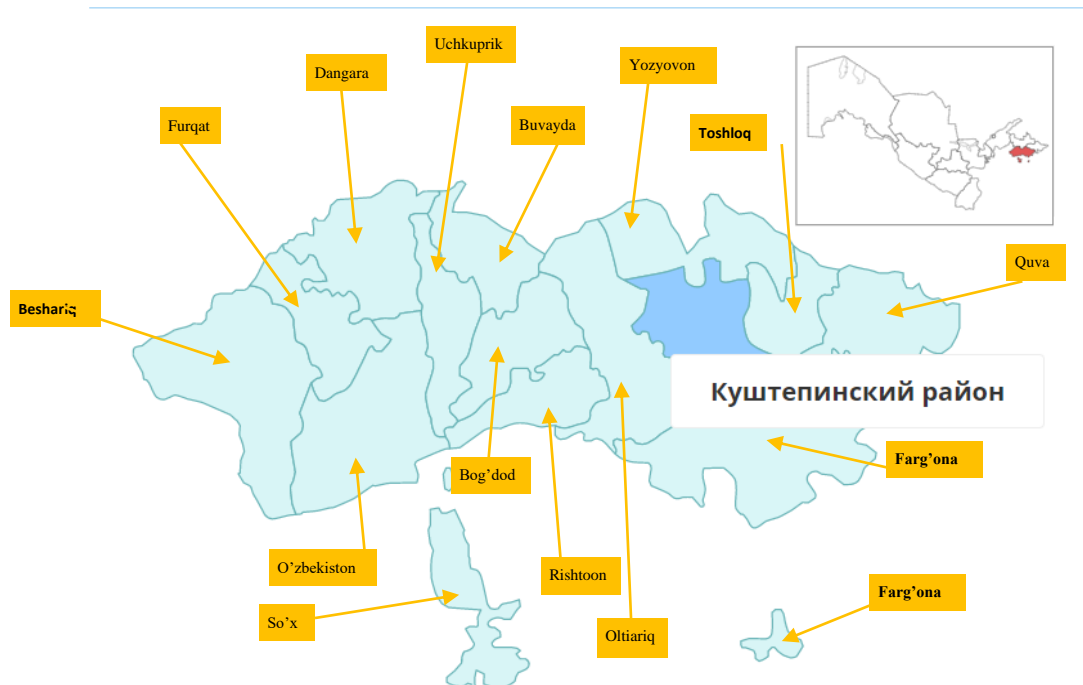 Uchkuprik
Yozyovon
Dangara
Furqat
Buvayda
Toshloq
Quva
Beshariq
Куштепинский район
Farg’ona
Bog’dod
O’zbekiston
Rishtoon
Farg’ona
So’x
Oltiariq